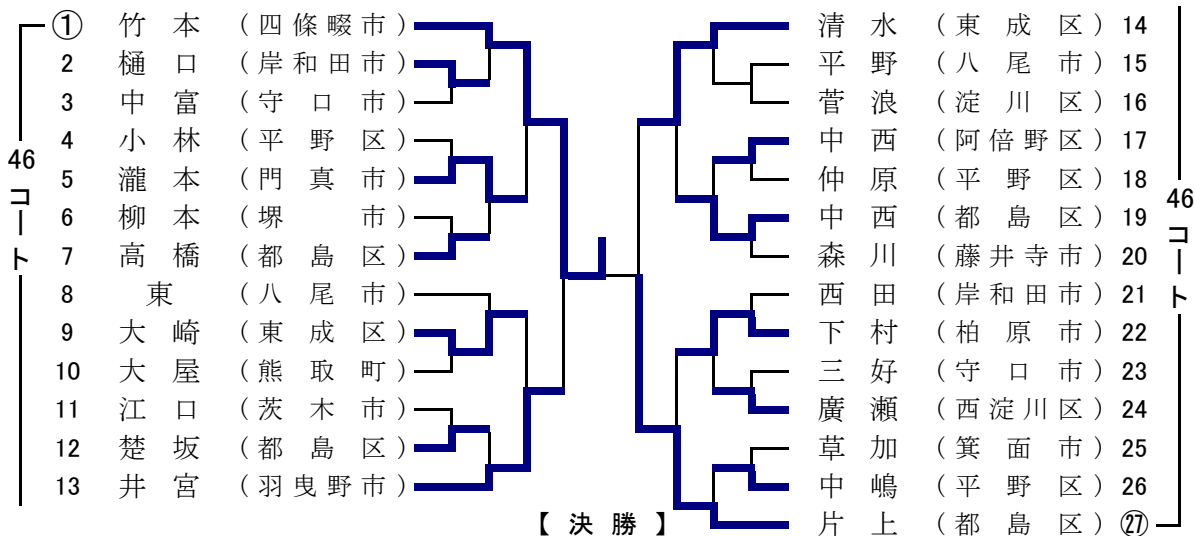 ① 竹本 (四條畷市)
2 樋口 (岸和田市)
3 中富 (守口市)
4 小林 (平野区)
5 瀧本 (門真市)
6 柳本 (堺市)
7 高橋 (都島区)
8 東 (八尾市)
9 大崎 (東成区)
10 大屋 (熊取町)
11 江口 (茨木市)
12 楚坂 (都島区)
13 井宮 (羽曳野市)
46コート
清水 (東成区) 14
平野 (八尾市) 15
菅浪 (淀川区) 16
中西 (阿倍野区) 17
仲原 (平野区) 18
中西 (都島区) 19
森川 (藤井寺市) 20
西田 (岸和田市) 21
下村 (柏原市) 22
三好 (守口市) 23
廣瀬 (西淀川区) 24
草加 (箕面市) 25
中嶋 (平野区) 26
片上 (都島区) ㉗
46コート
【決勝】